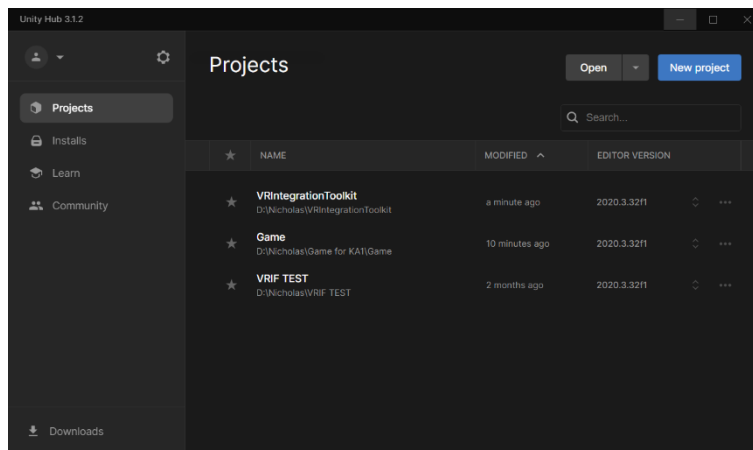 Unity Hub 3.1.2
Projects
Installs
Learn
Community
Downloads
Projects
Open
New project
Search...
NAME MODIFIED EDITOR VERSION
VRIntegrationToolkit
D:\Nicholas\VRIntegrationToolkit
a minute ago 2020.3.32f1
Game
D:\Nicholas\Game for KA1\Game
10 minutes ago 2020.3.32f1
VRIF TEST
D:\Nicholas\VRIF TEST
2 months ago 2020.3.32f1